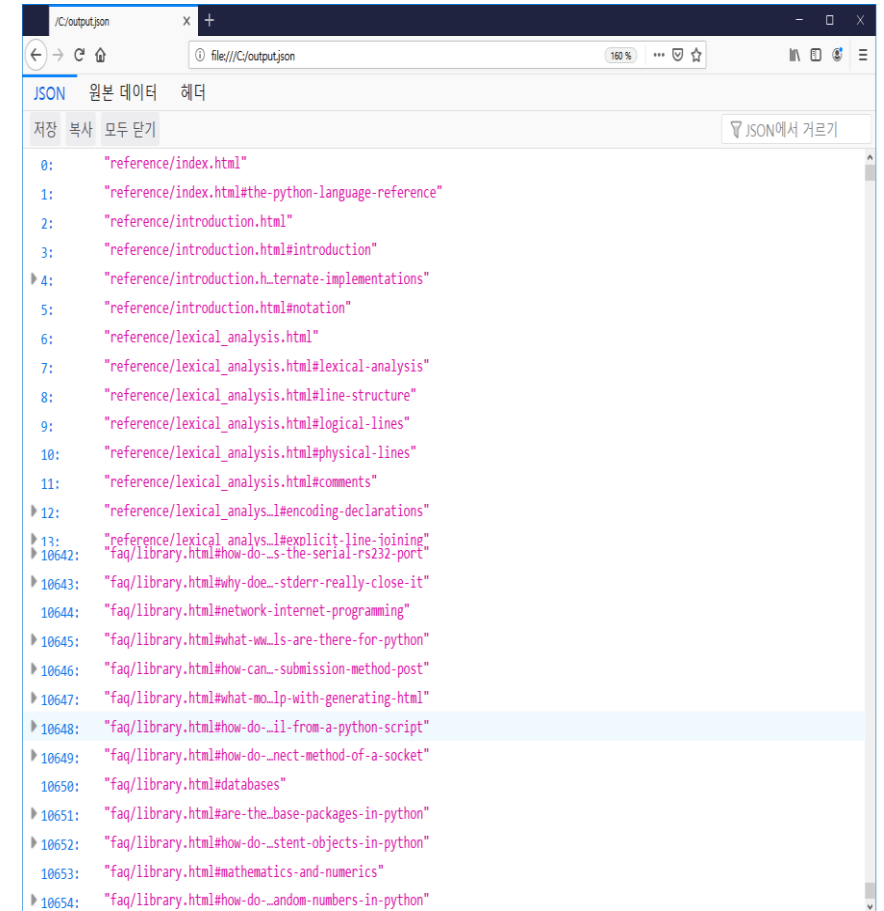 /C:/output.json
file:///C:/output.json 160 %
JSON 원본 데이터 헤더
저장 복사 모두 닫기 JSON에서 거르기
0: "reference/index.html"
1: "reference/index.html#the-python-language-reference"
2: "reference/introduction.html"
3: "reference/introduction.html#introduction"
4: "reference/introduction.h…ternate-implementations"
5: "reference/introduction.html#notation"
6: "reference/lexical_analysis.html"
7: "reference/lexical_analysis.html#lexical-analysis"
8: "reference/lexical_analysis.html#line-structure"
9: "reference/lexical_analysis.html#logical-lines"
10: "reference/lexical_analysis.html#physical-lines"
11: "reference/lexical_analysis.html#comments"
12: "reference/lexical_analys…l#encoding-declarations"
13: "reference/lexical_analys…l#explicit-line-joining"
10642: "faq/library.html#how-do-…s-the-serial-rs232-port"
10643: "faq/library.html#why-doe…-stderr-really-close-it"
10644: "faq/library.html#network-internet-programming"
10645: "faq/library.html#what-ww…ls-are-there-for-python"
10646: "faq/library.html#how-can…-submission-method-post"
10647: "faq/library.html#what-mo…lp-with-generating-html"
10648: "faq/library.html#how-do-…il-from-a-python-script"
10649: "faq/library.html#how-do-…nect-method-of-a-socket"
10650: "faq/library.html#databases"
10651: "faq/library.html#are-the…base-packages-in-python"
10652: "faq/library.html#how-do-…stent-objects-in-python"
10653: "faq/library.html#mathematics-and-numerics"
10654: "faq/library.html#how-do-…andom-numbers-in-python"